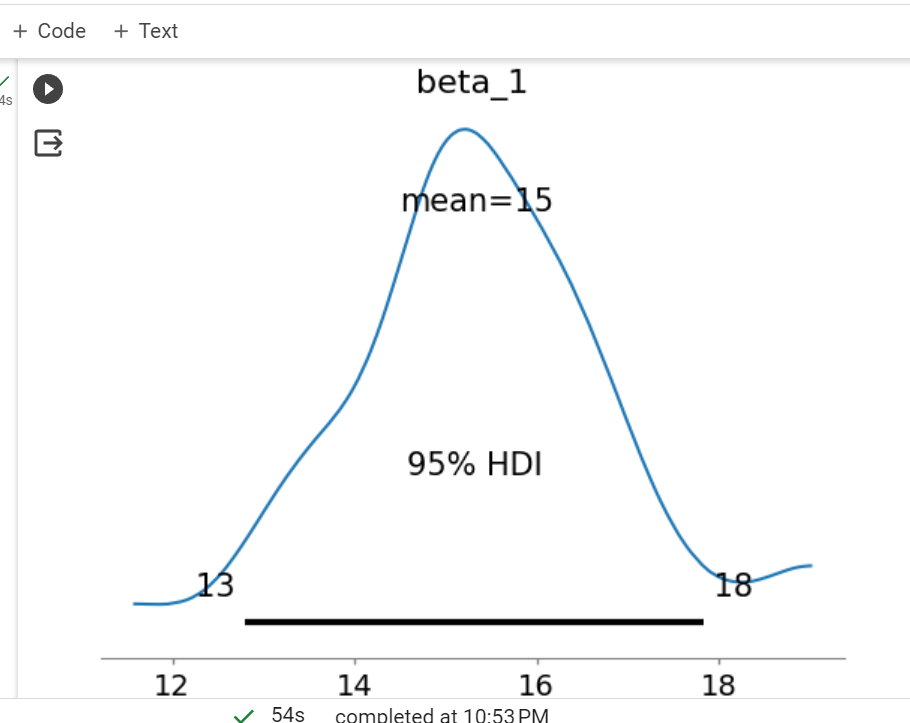 + Code + Text
4s
beta_1
mean=15
95% HDI
13 18
12 14 16 18
54s completed at 10:53 PM